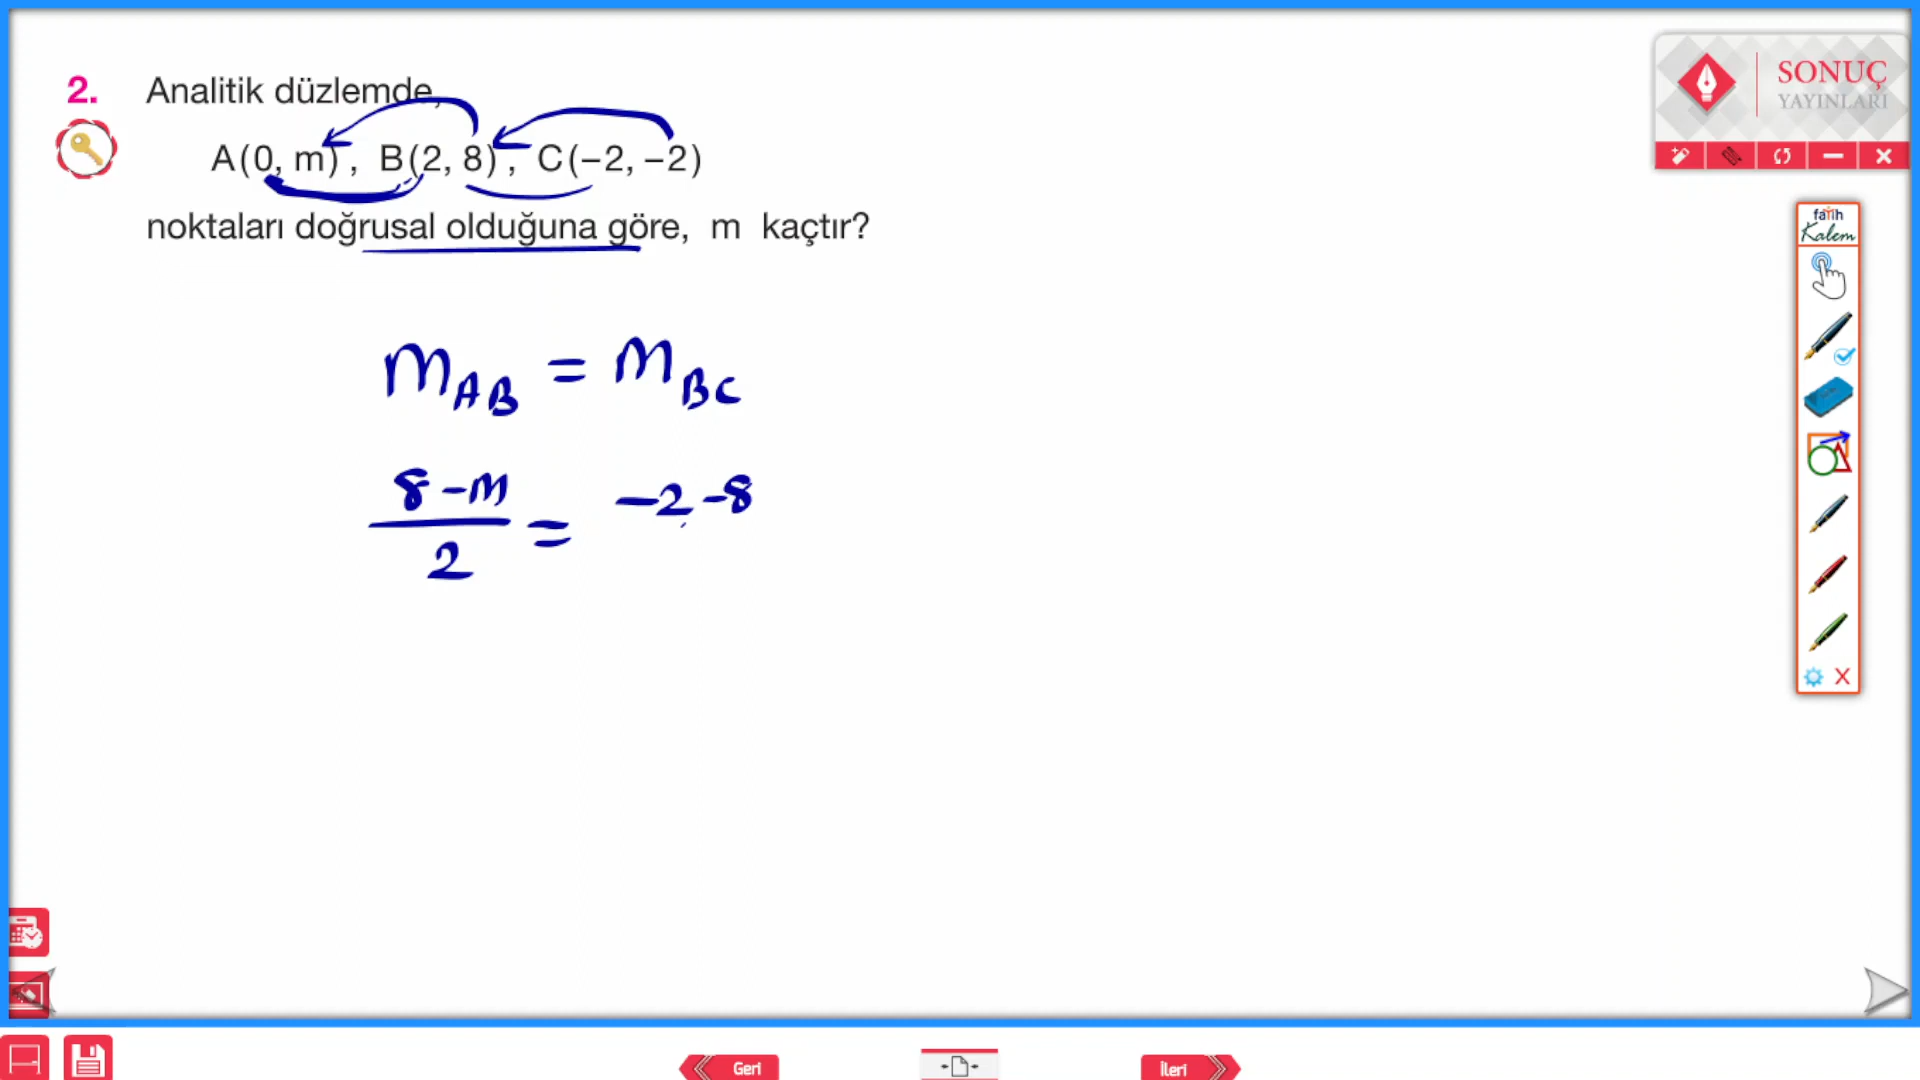 2. Analitik düzlemde,
A(0, m), B(2, 8), C(−2, −2)
noktaları doğrusal olduğuna göre, m kaçtır?
m_AB = m_BC
8-m
-2-8
=
2
SONUÇ
YAYINLARI
fatih
Kalem
X
Geri
İleri